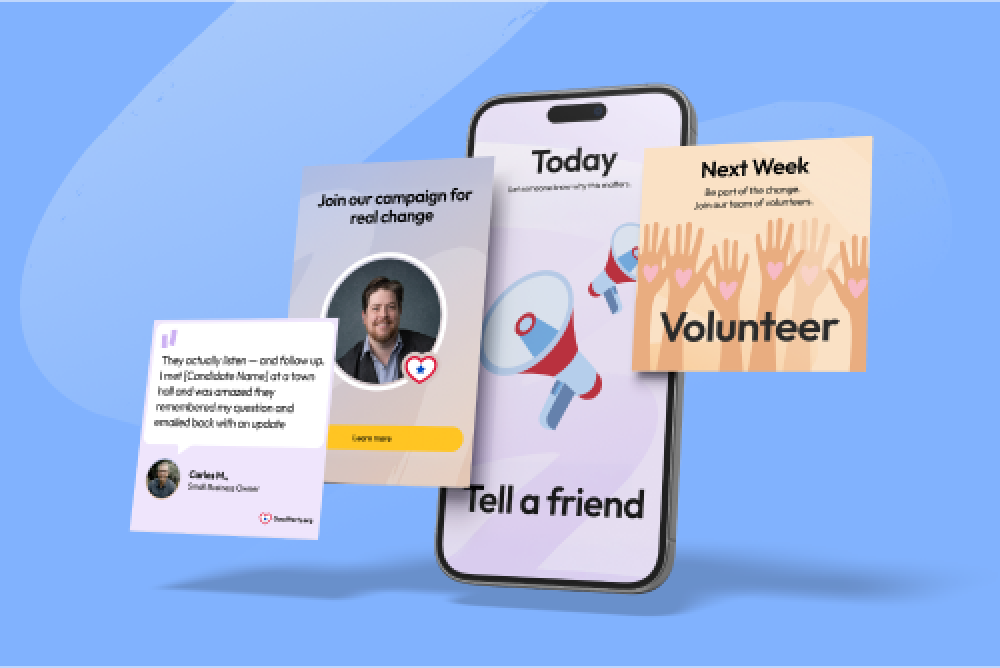 Today
Let someone know why this matters.
Tell a friend
Join our campaign for
real change
Learn more
They actually listen — and follow up.
I met [Candidate Name] at a town
hall and was amazed they
remembered my question and
emailed back with an update
Carlos M.,
Small Business Owner
GoodParty.org
Next Week
Be part of the change.
Join our team of volunteers.
Volunteer